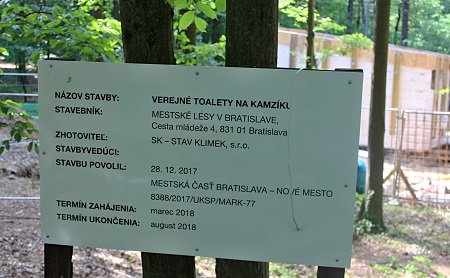 NÁZOV STAVBY: VEREJNÉ TOALETY NA KAMZÍKU
STAVEBNÍK: MESTSKÉ LESY V BRATISLAVE,
Cesta mládeže 4, 831 01 Bratislava
ZHOTOVITEL: SK – STAV KLIMEK, s.r.o.
STAVBYVEDÚCI:
STAVBU POVOLIL: 28. 12. 2017
MESTSKÁ ČASŤ BRATISLAVA – NOVÉ MESTO
8388/2017/UKSP/MARK-77
TERMÍN ZAHÁJENIA: marec 2018
TERMÍN UKONČENIA: august 2018